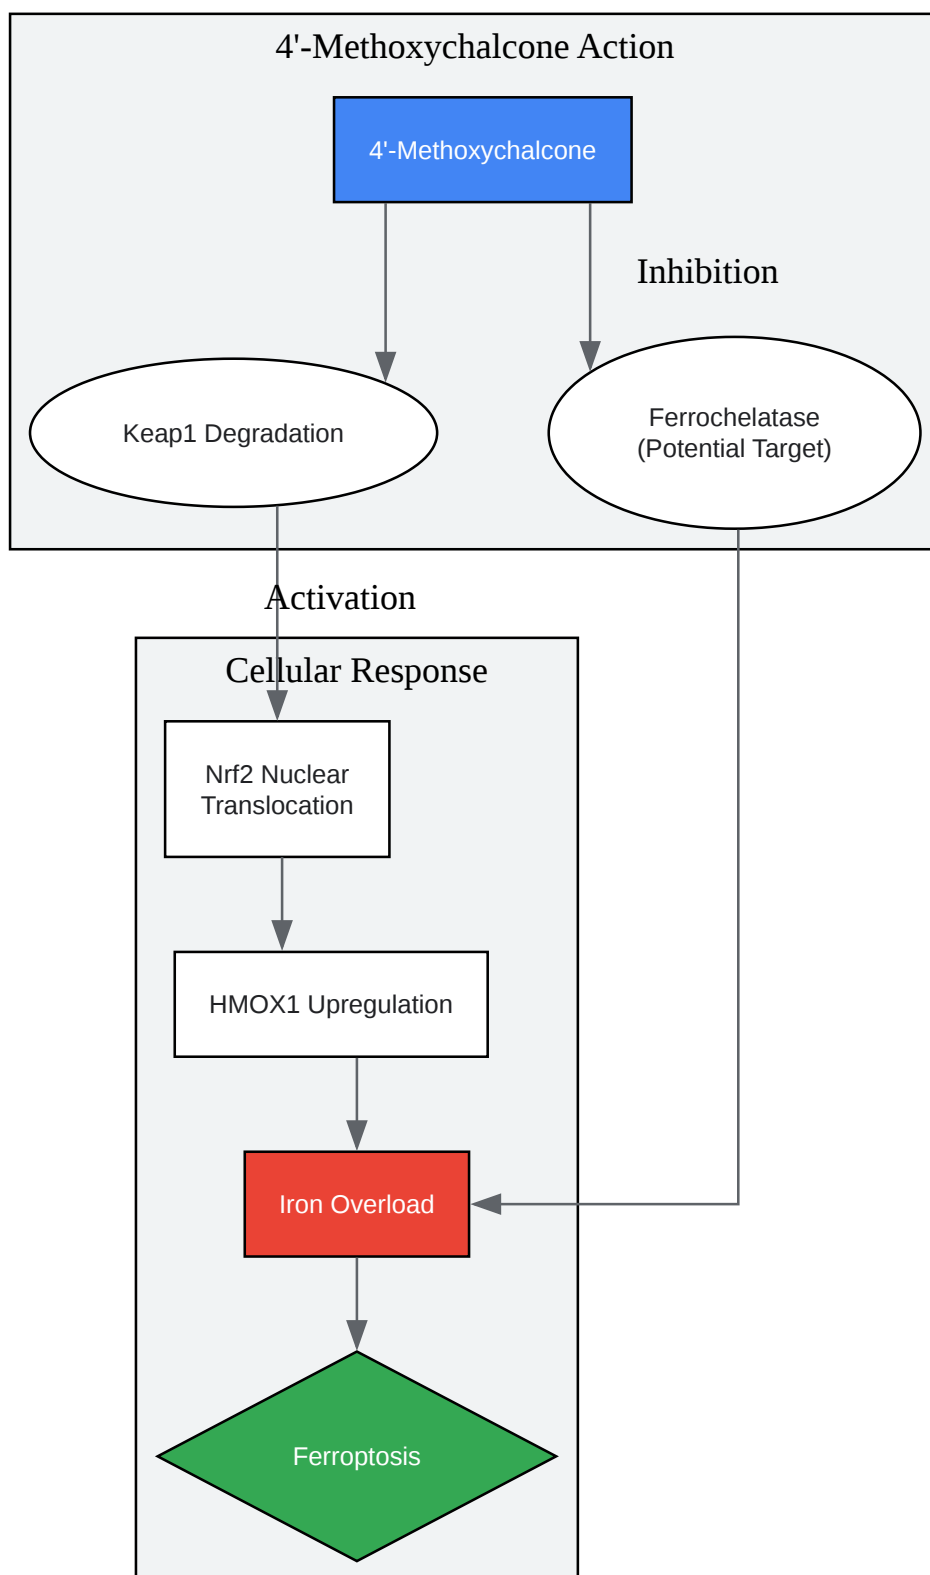 4'-Methoxychalcone Action
4'-Methoxychalcone
Inhibition
Keap1 Degradation
Ferrochelatase
(Potential Target)
Activation
Cellular Response
Nrf2 Nuclear
Translocation
HMOX1 Upregulation
Iron Overload
Ferroptosis